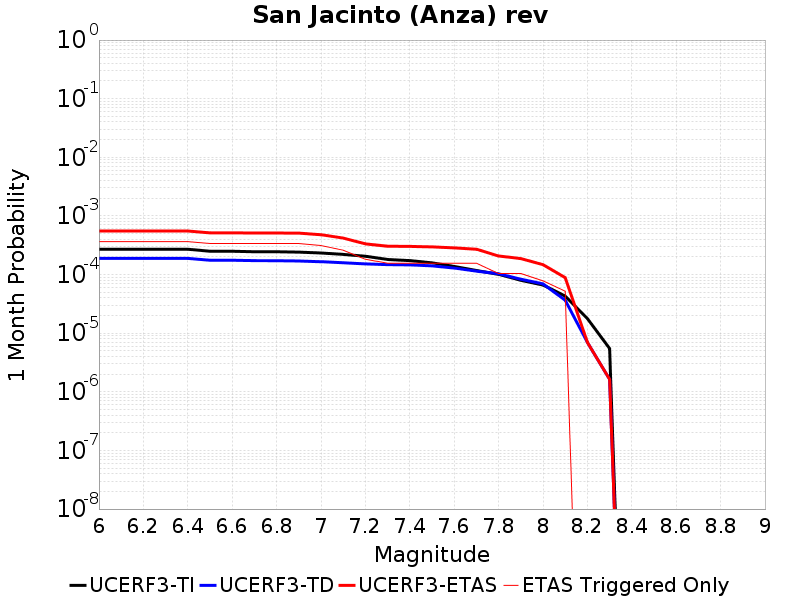 San Jacinto (Anza) rev
10^0
10^-1
10^-2
10^-3
10^-4
10^-5
10^-6
10^-7
10^-8
1 Month Probability
6 6.2 6.4 6.6 6.8 7 7.2 7.4 7.6 7.8 8 8.2 8.4 8.6 8.8 9
Magnitude
UCERF3-TI UCERF3-TD UCERF3-ETAS ETAS Triggered Only